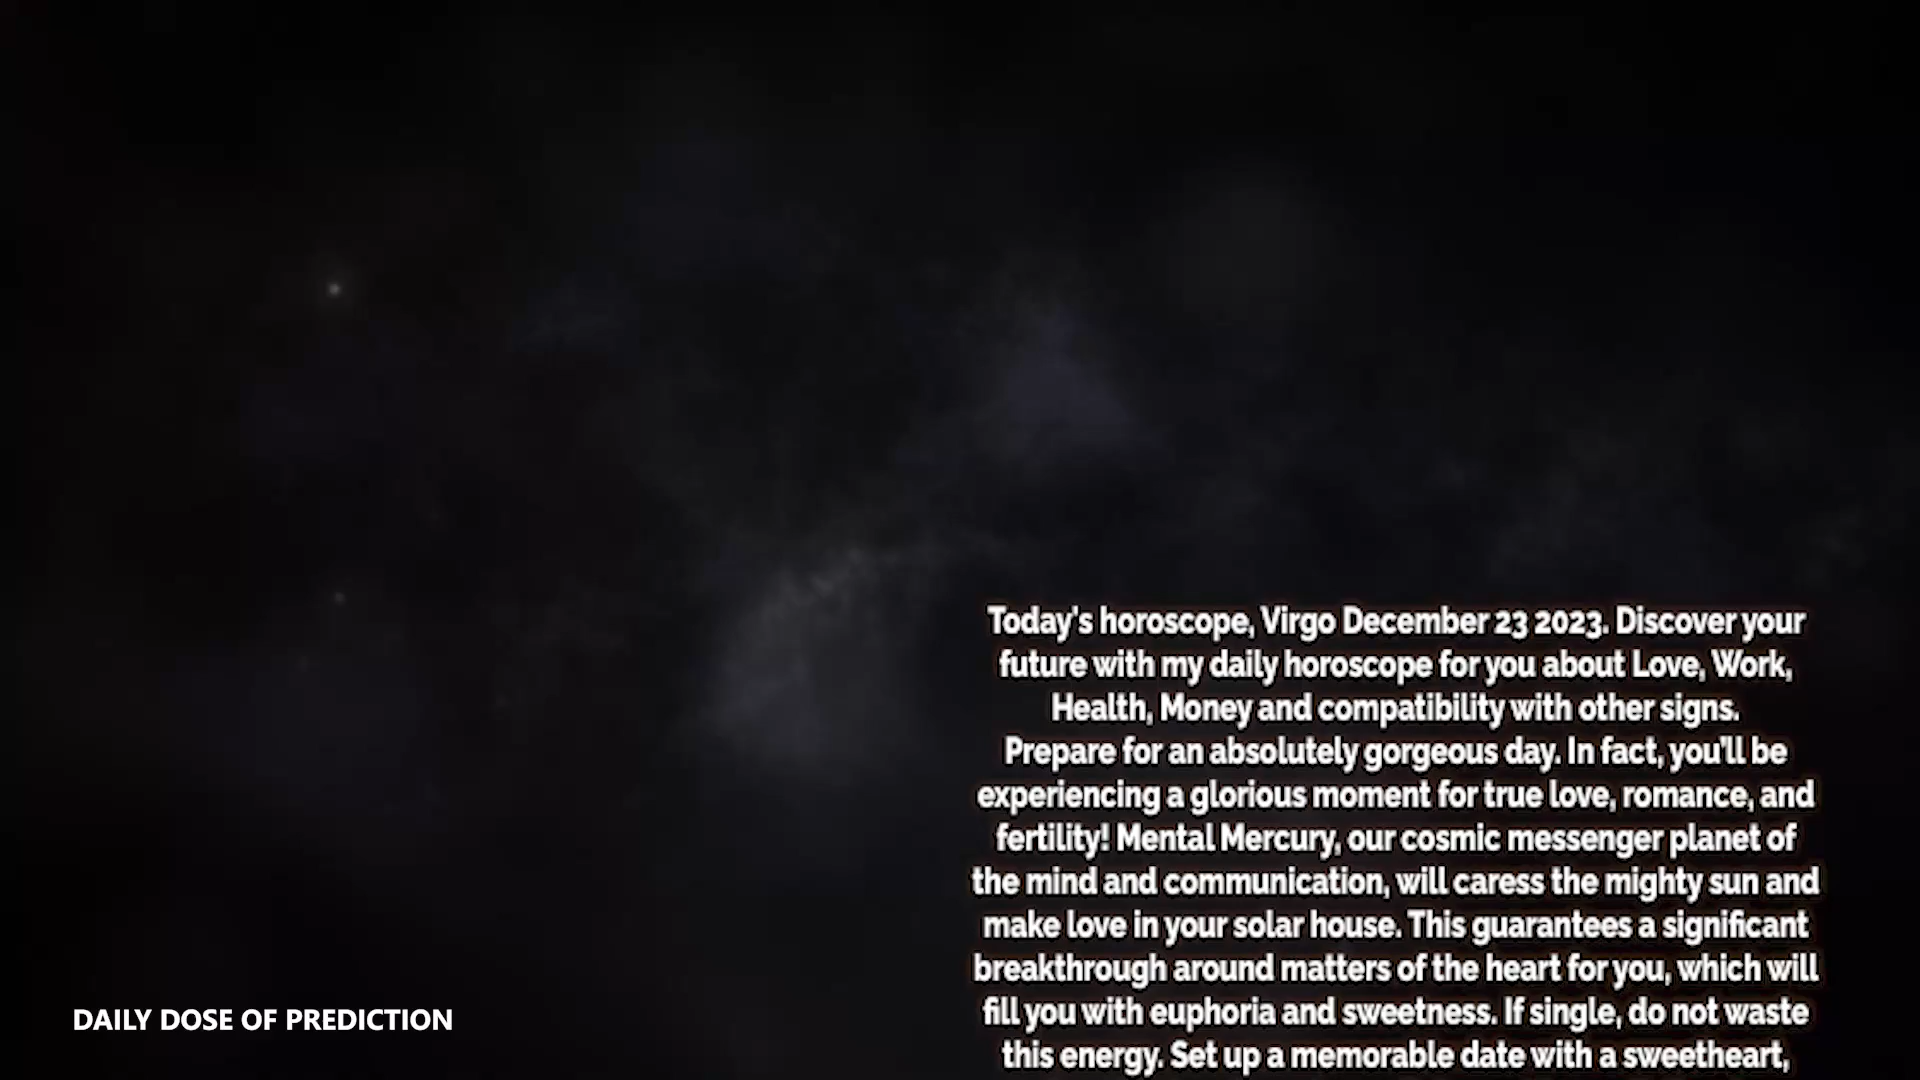 Today's horoscope, Virgo December 23 2023. Discover your
future with my daily horoscope for you about Love, Work,
Health, Money and compatibility with other signs.
Prepare for an absolutely gorgeous day. In fact, you'll be
experiencing a glorious moment for true love, romance, and
fertility! Mental Mercury, our cosmic messenger planet of
the mind and communication, will caress the mighty sun and
make love in your solar house. This guarantees a significant
breakthrough around matters of the heart for you, which will
fill you with euphoria and sweetness. If single, do not waste
this energy. Set up a memorable date with a sweetheart,
DAILY DOSE OF PREDICTION